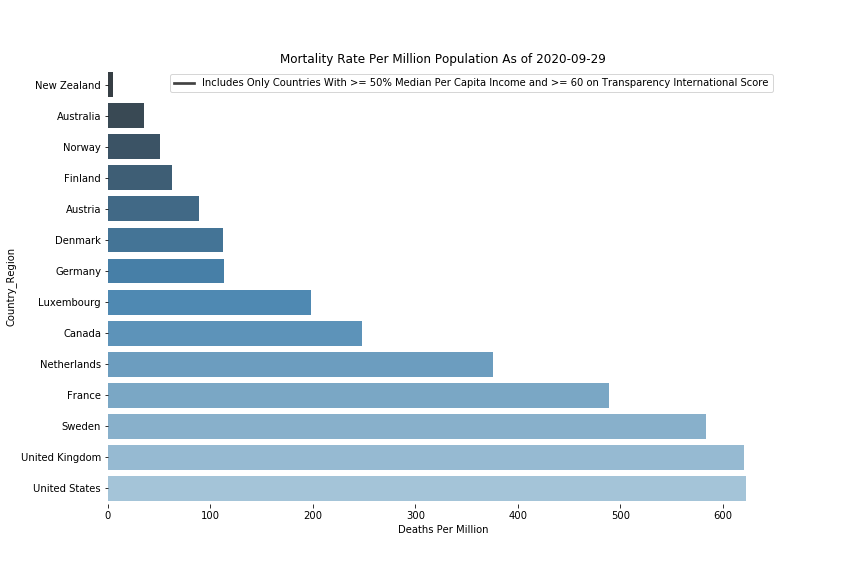 Mortality Rate Per Million Population As of 2020-09-29
Includes Only Countries With >= 50% Median Per Capita Income and >= 60 on Transparency International Score
Country_Region
New Zealand
Australia
Norway
Finland
Austria
Denmark
Germany
Luxembourg
Canada
Netherlands
France
Sweden
United Kingdom
United States
0 100 200 300 400 500 600
Deaths Per Million